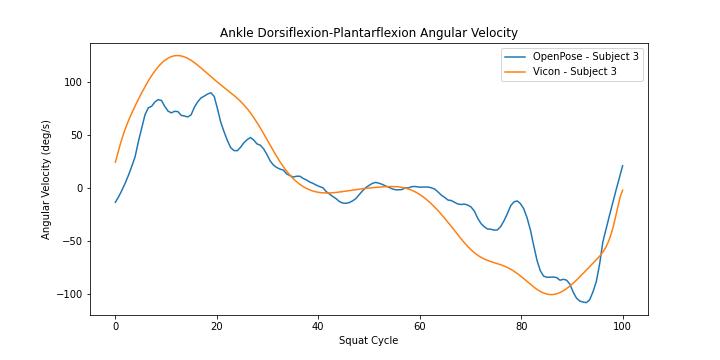 Ankle Dorsiflexion-Plantarflexion Angular Velocity
OpenPose - Subject 3
Vicon - Subject 3
Angular Velocity (deg/s)
100
50
0
−50
−100
0 20 40 60 80 100
Squat Cycle